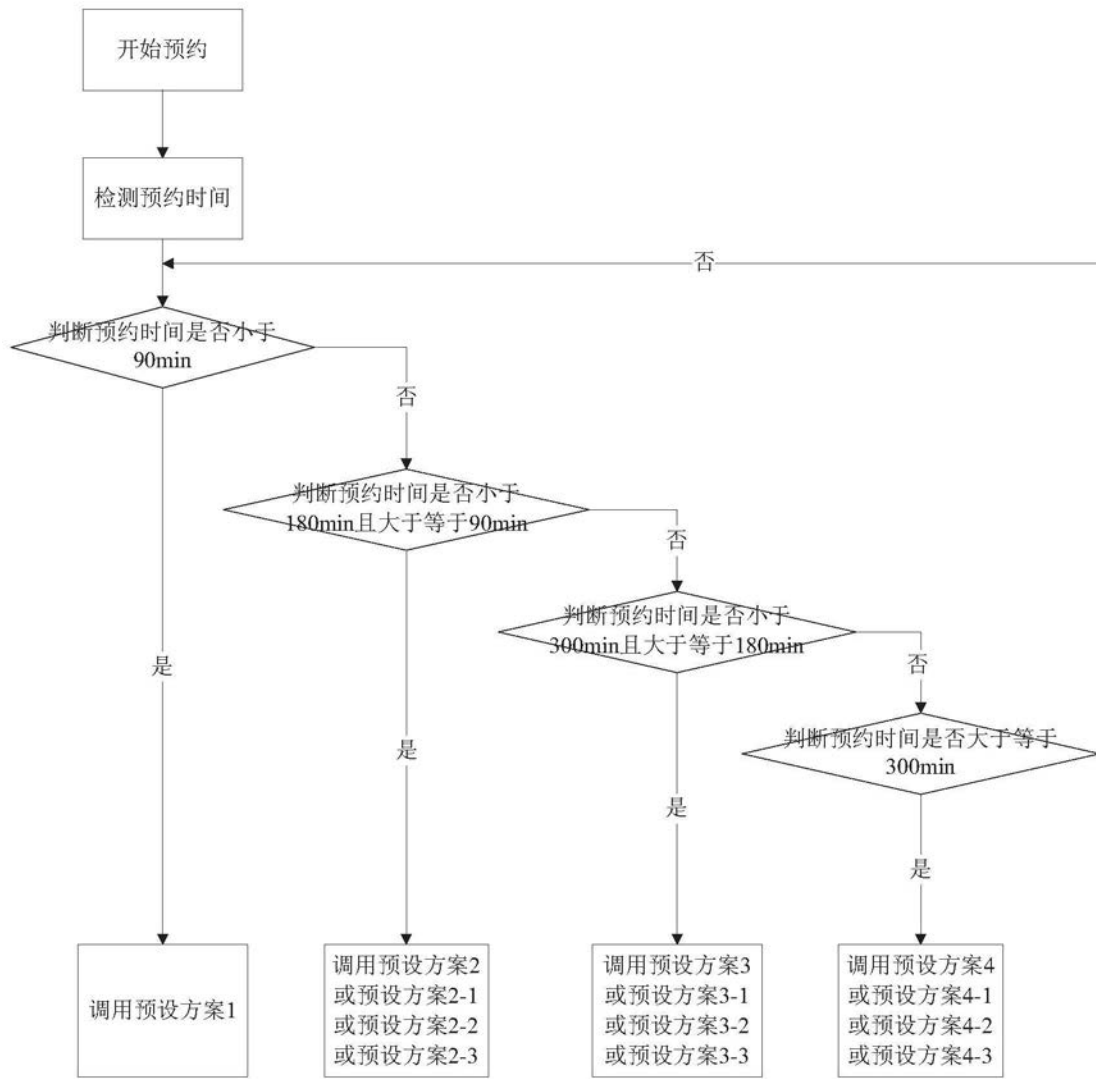 开始预约
检测预约时间
否
判断预约时间是否小于
90min
否
判断预约时间是否小于
180min且大于等于90min
否
判断预约时间是否小于
300min且大于等于180min
是
否
判断预约时间是否大于等于
300min
是
是
是
调用预设方案1
调用预设方案2
或预设方案2-1
或预设方案2-2
或预设方案2-3
调用预设方案3
或预设方案3-1
或预设方案3-2
或预设方案3-3
调用预设方案4
或预设方案4-1
或预设方案4-2
或预设方案4-3